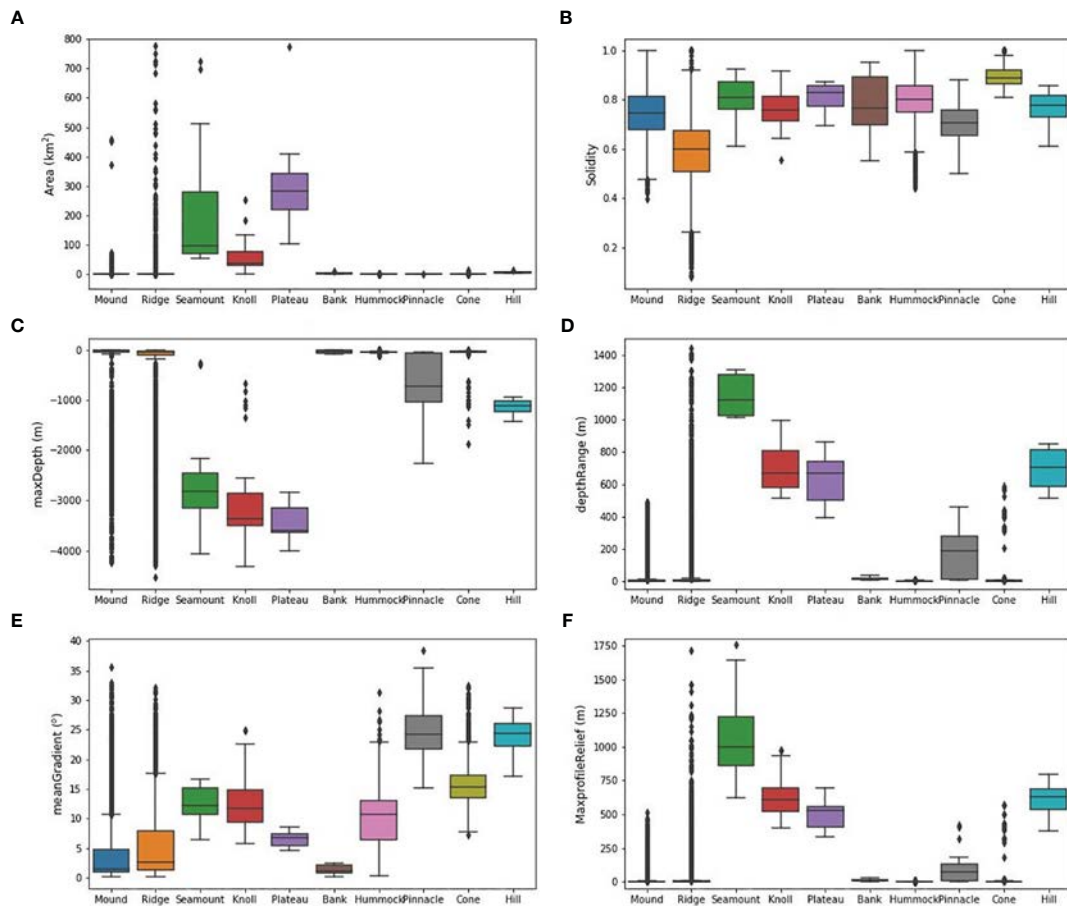 A
800
700
600
500
400
300
200
100
0
Area (km²)
Mound Ridge Seamount Knoll Plateau Bank Hummock Pinnacle Cone Hill
B
1.0
0.8
0.6
0.4
0.2
Solidity
Mound Ridge Seamount Knoll Plateau Bank Hummock Pinnacle Cone Hill
C
0
−1000
−2000
−3000
−4000
maxDepth (m)
Mound Ridge Seamount Knoll Plateau Bank Hummock Pinnacle Cone Hill
D
1400
1200
1000
800
600
400
200
0
depthRange (m)
Mound Ridge Seamount Knoll Plateau Bank Hummock Pinnacle Cone Hill
E
40
35
30
25
20
15
10
5
0
meanGradient (⁰)
Mound Ridge Seamount Knoll Plateau Bank Hummock Pinnacle Cone Hill
F
1750
1500
1250
1000
750
500
250
0
MaxprofileRelief (m)
Mound Ridge Seamount Knoll Plateau Bank Hummock Pinnacle Cone Hill